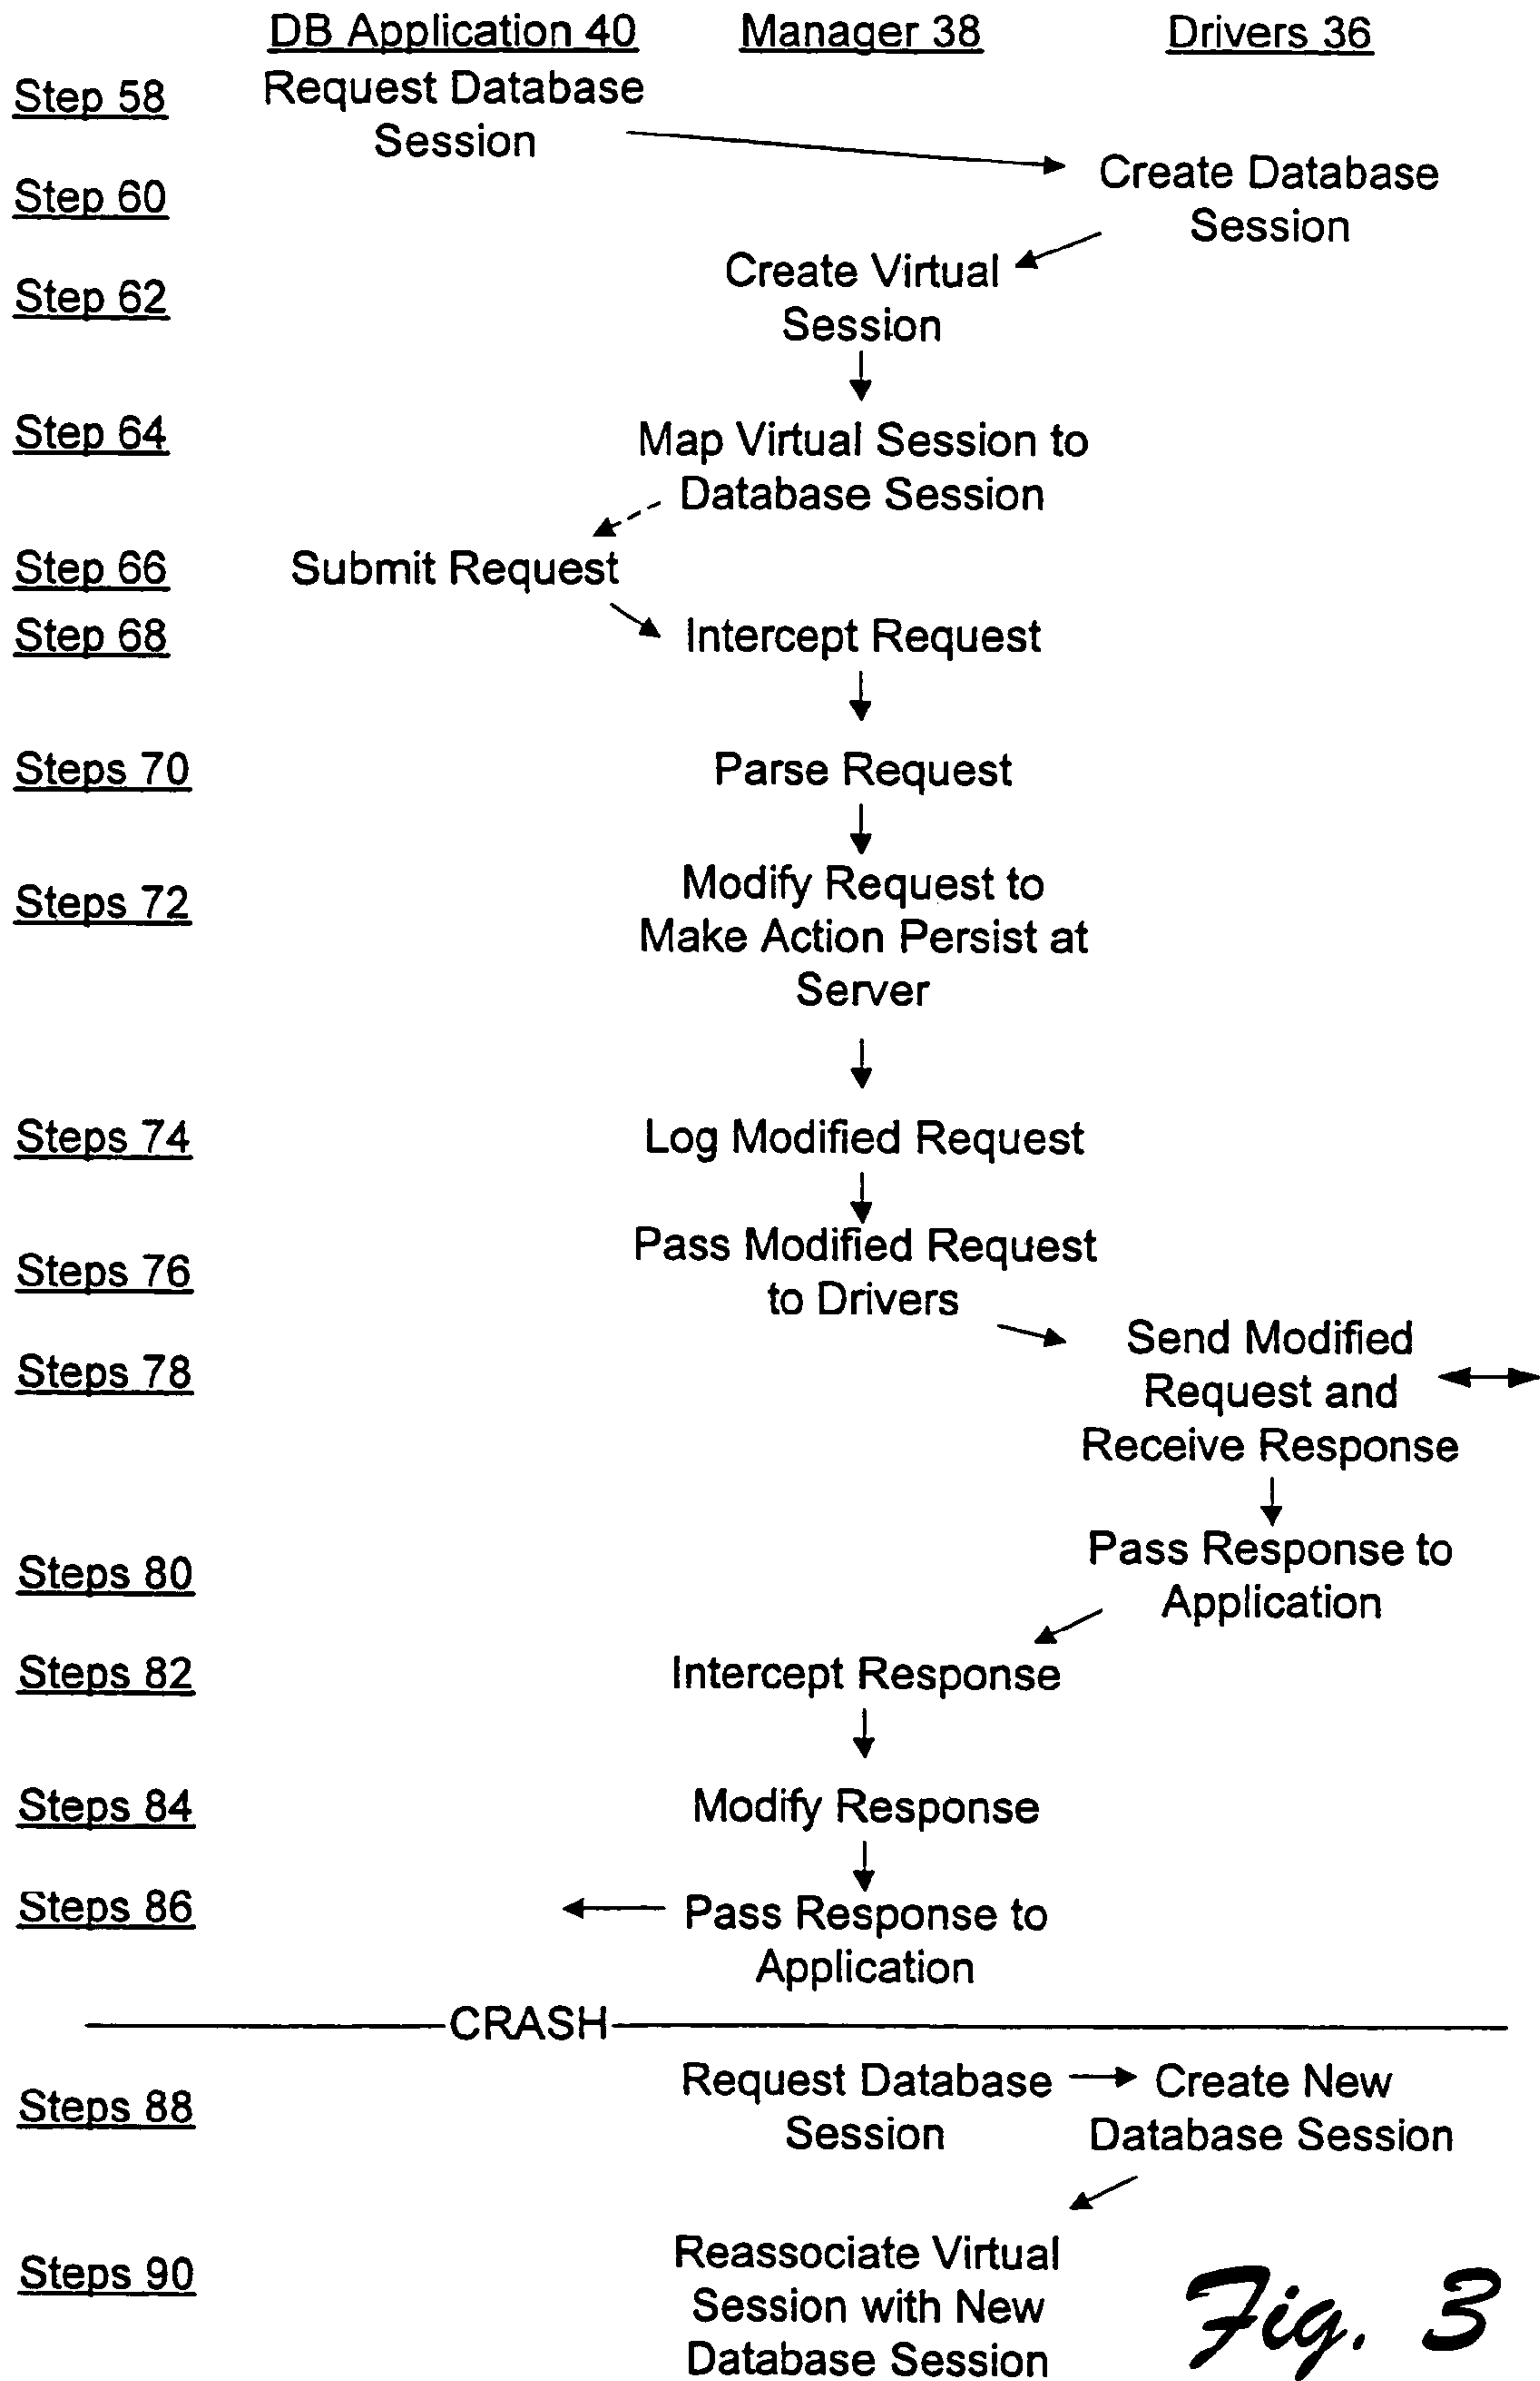 DB Application 40 Manager 38 Drivers 36
Step 58 Request Database
Session
Create Database
Step 60
Session
Create Virtual
Step 62
Session
Step 64 Map Virtual Session to
Database Session
Step 66 Submit Request
Step 68 Intercept Request
Steps 70 Parse Request
Modify Request to
Steps 72
Make Action Persist at
Server
Steps 74 Log Modified Request
Pass Modified Request
Steps 76
to Drivers
Send Modified
Steps 78
Request and
Receive Response
Pass Response to
Steps 80
Application
Steps 82 Intercept Response
Steps 84 Modify Response
Steps 86 Pass Response to
Application
CRASH
Request Database Create New
Steps 88
Session Database Session
Reassociate Virtual
Steps 90
Session with New
Database Session
Fig. 3